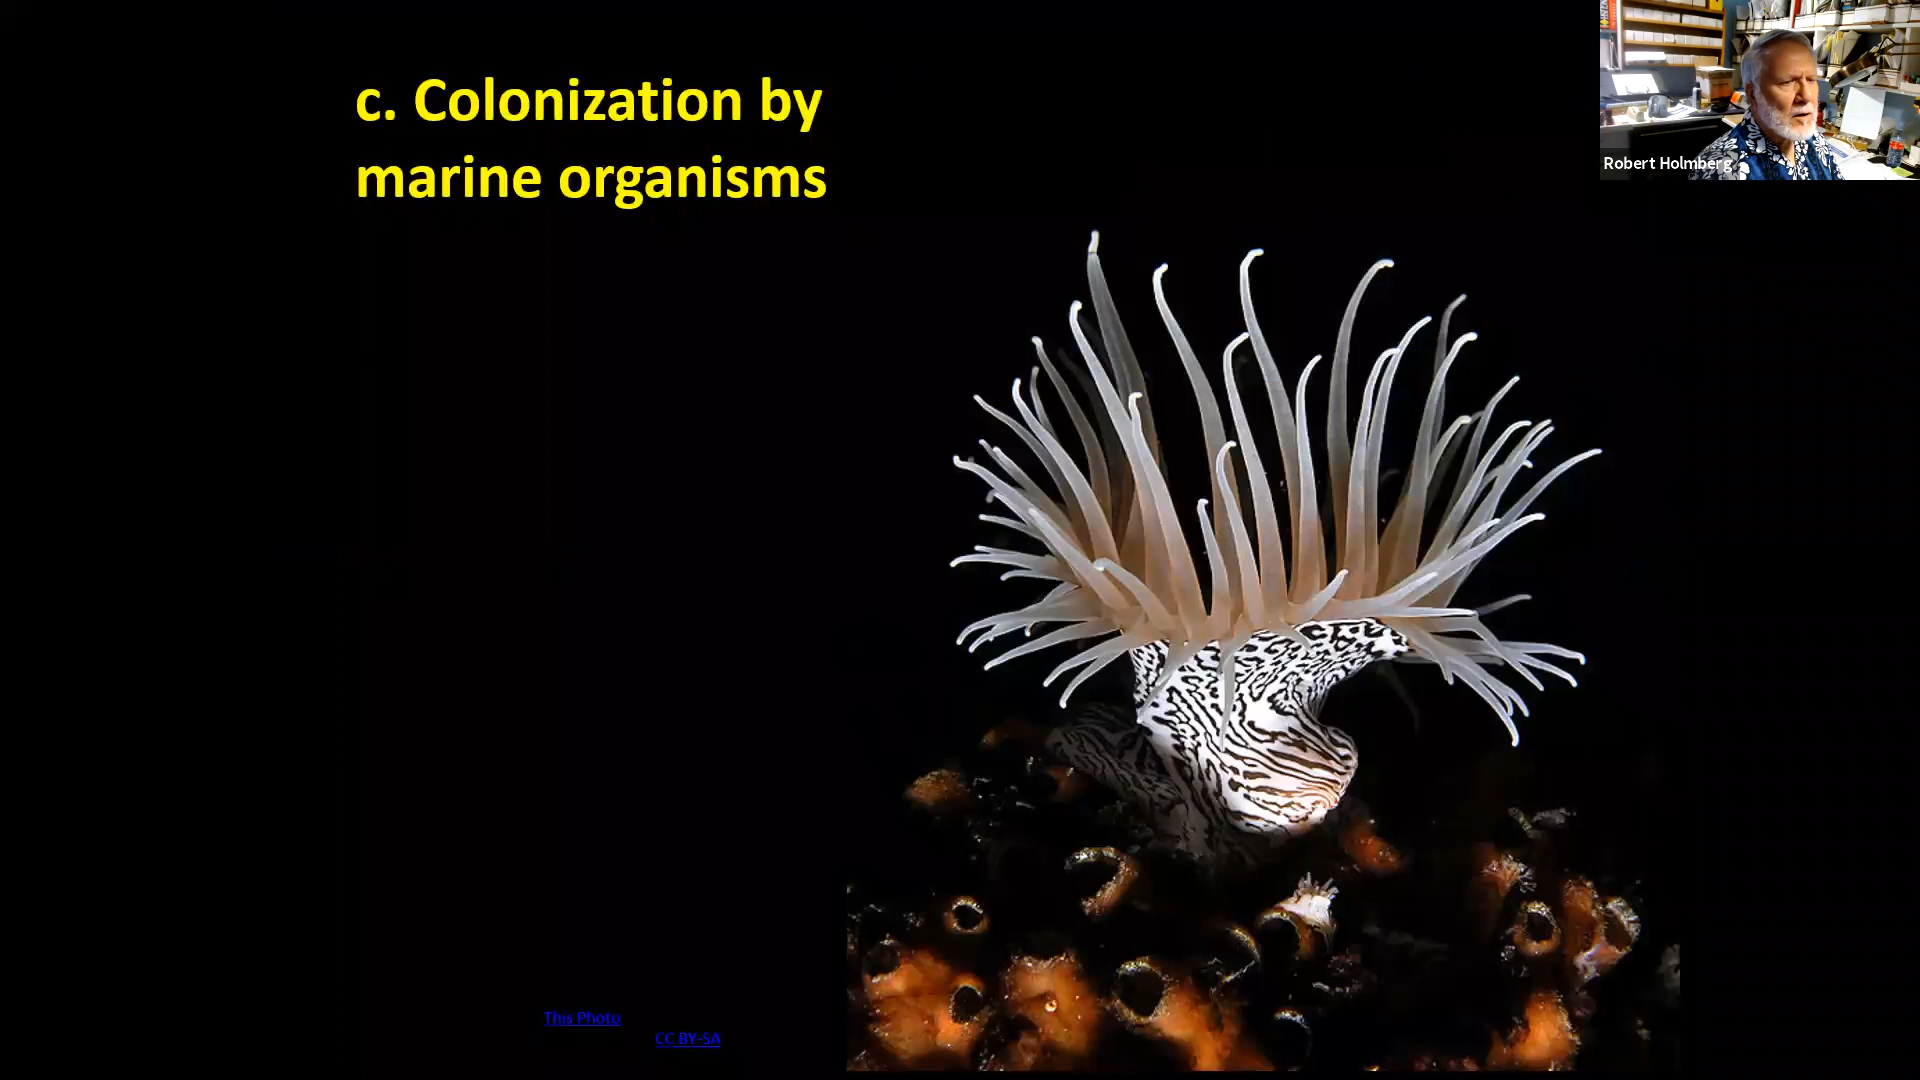 c. Colonization by
marine organisms
Robert Holmberg
This Photo
CC BY-SA